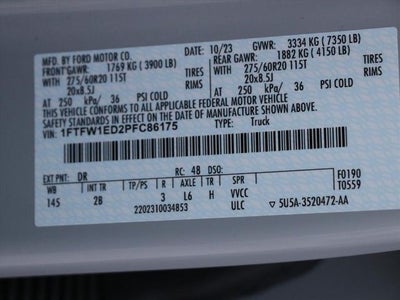 MFD. BY FORD MOTOR CO.
10/23 GVWR: 3334 KG ( 7350 LB)
FRONT GAWR: 1769 KG ( 3900 LB) REAR GAWR: 1882 KG ( 4150 LB)
WITH 275/60R20 115T TIRES WITH 275/60R20 115T TIRES
20x8.5J RIMS 20x8.5J RIMS
AT 250 kPa/ 36 PSI COLD AT 250 kPa/ 36 PSI COLD
THIS VEHICLE CONFORMS TO ALL APPLICABLE FEDERAL MOTOR VEHICLE
SAFETY STANDARDS IN EFFECT ON THE DATE OF MANUFACTURE SHOWN ABOVE.
VIN: 1FTFW1ED2PFC86175 TYPE: Truck
EXT PNT: DR RC: 48 DSO: F0190
T0559
WB INT TR TP/PS R AXLE TR SPR
145 2B 3 L6 H VVCC
2202310034853 ULC 5U5A-3520472-AA